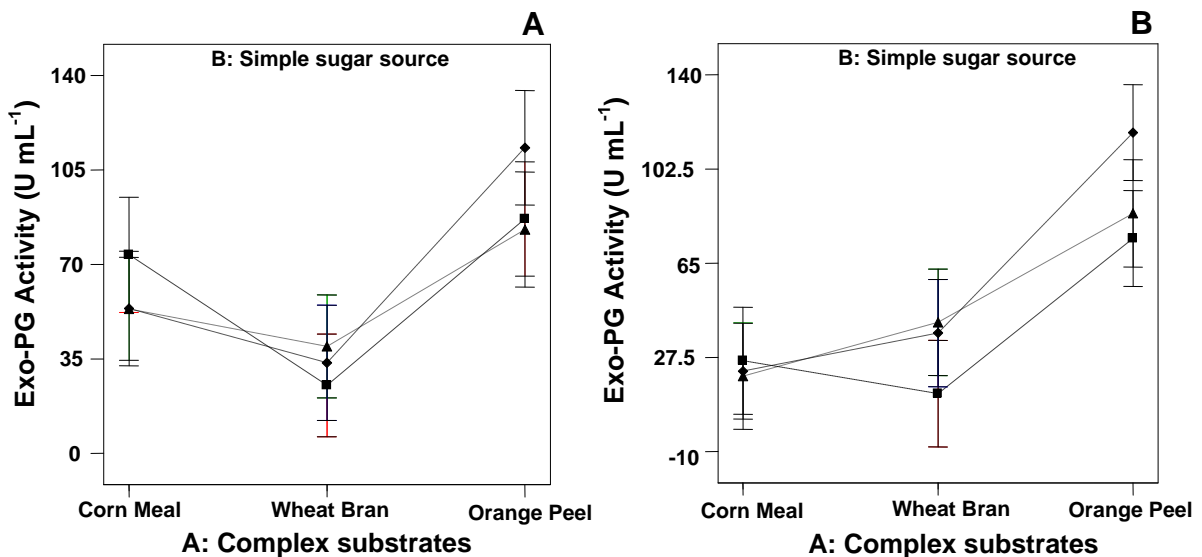 A
B: Simple sugar source
140
105
70
35
0
Exo-PG Activity (U mL-1)
Corn Meal Wheat Bran Orange Peel
A: Complex substrates
B
B: Simple sugar source
140
102.5
65
27.5
-10
Exo-PG Activity (U mL-1)
Corn Meal Wheat Bran Orange Peel
A: Complex substrates